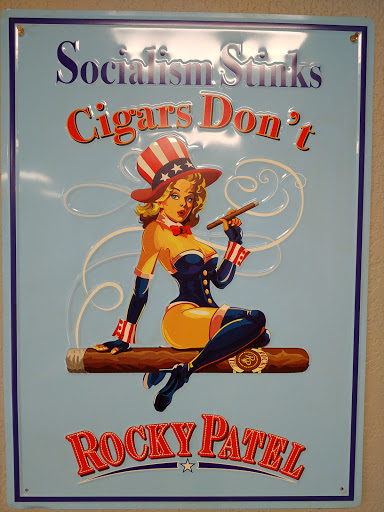 Socialism Stinks
Cigars Don't
ROCKY PATEL